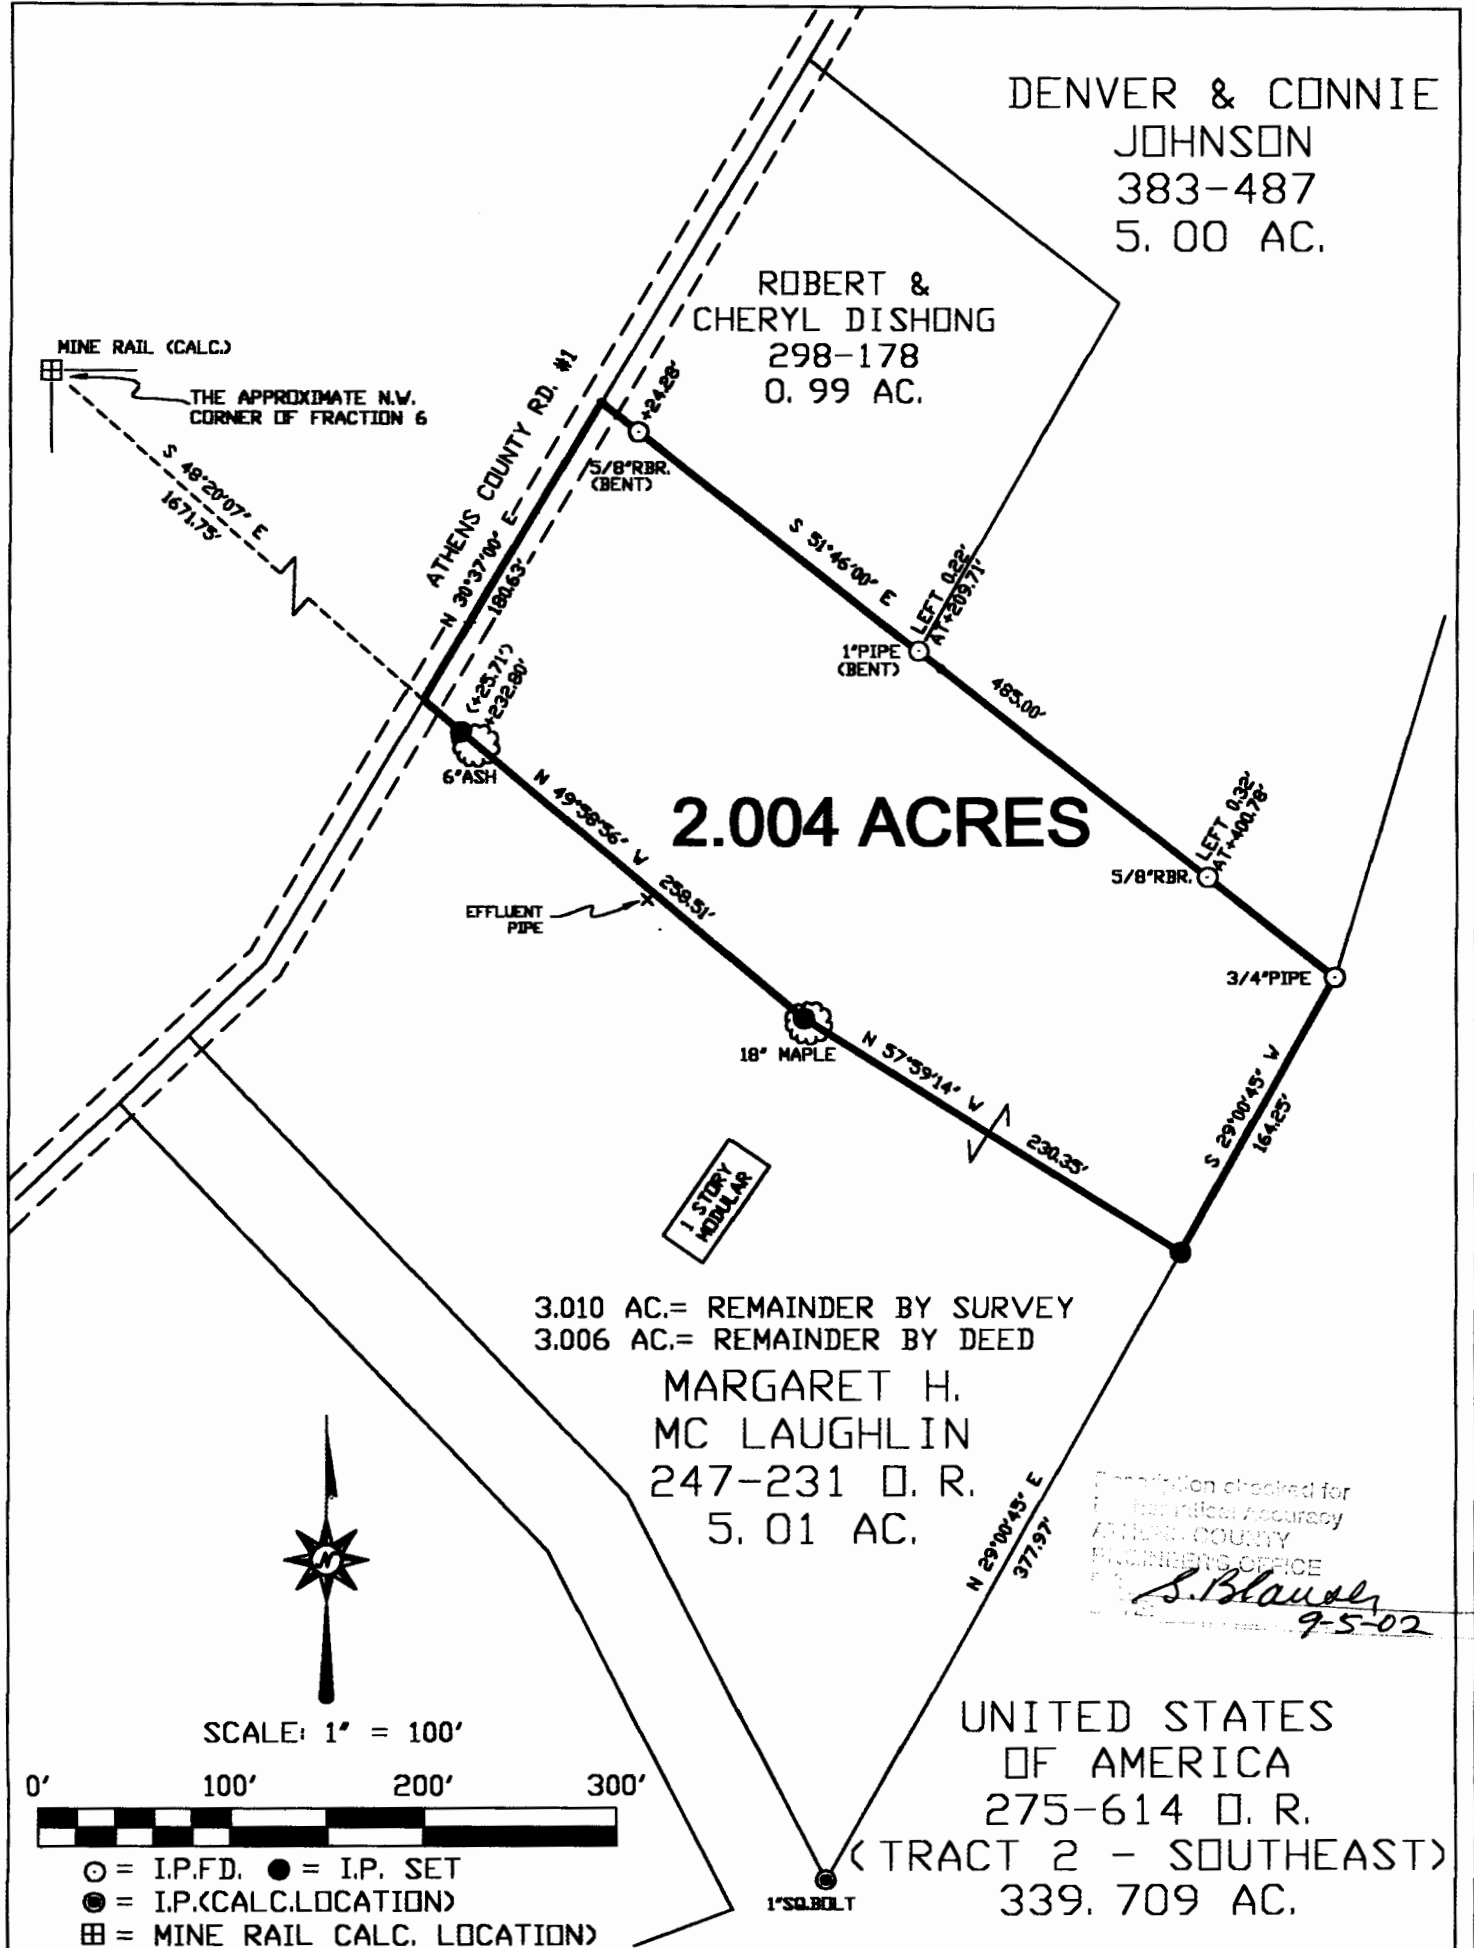 DENVER & CONNIE
JOHNSON
383-487
5.00 AC.
ROBERT &
CHERYL DISHONG
298-178
0.99 AC.
MINE RAIL (CALC.)
THE APPROXIMATE N.W.
CORNER OF FRACTION 6
S 48°20'07" E
1671.75'
ATHENS COUNTY RD. #1
N 30°37'00" E
180.63'
+24.28'
5/8"RBR.
(BENT)
S 51°46'00" E
485.00'
LEFT 0.22'
AT+209.71'
1"PIPE
(BENT)
(+25.71')
+232.80'
6"ASH
N 49°58'56" W
258.51'
2.004 ACRES
LEFT 0.32'
AT+400.78'
5/8"RBR.
EFFLUENT
PIPE
3/4"PIPE
18" MAPLE
N 57°59'14" W
230.35'
S 29°00'45" W
164.25'
1 STORY
MODULAR
3.010 AC.= REMAINDER BY SURVEY
3.006 AC.= REMAINDER BY DEED
MARGARET H.
MC LAUGHLIN
247-231 O.R.
5.01 AC.
N 29°00'45" E
377.97'
checked for
Accuracy
COUNTY
ENGINEER'S OFFICE
S. Blauser
9-5-02
N
SCALE: 1" = 100'
0' 100' 200' 300'
= I.P.FD. = I.P. SET
= I.P.(CALC.LOCATION)
= MINE RAIL CALC. LOCATION)
1"SQ.BOLT
UNITED STATES
OF AMERICA
275-614 O.R.
(TRACT 2 - SOUTHEAST)
339.709 AC.